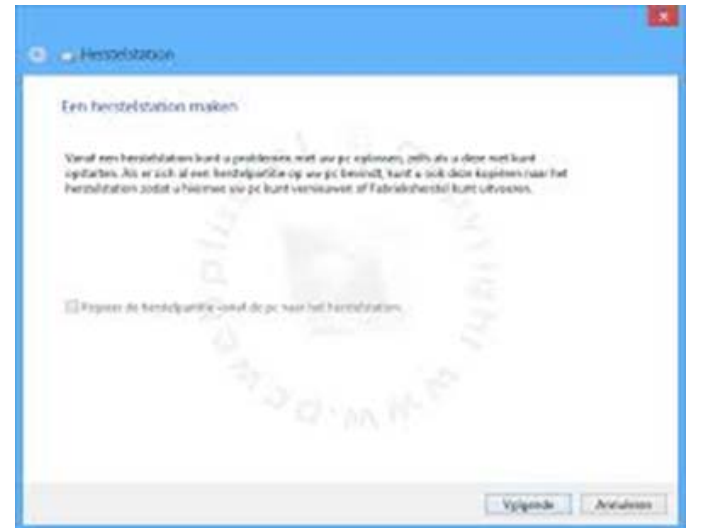 Herstelstation
Een herstelstation maken
Vanaf een herstelstation kunt u problemen met uw pc oplossen, zelfs als u deze niet kunt
opstarten. Als er zich al een herstelpartitie op uw pc bevindt, kunt u ook deze kopiëren naar het
herstelstation zodat u hiermee uw pc kunt vernieuwen of Fabrieksherstel kunt uitvoeren.
Kopieer de herstelpartitie vanaf de pc naar het herstelstation.
Volgende Annuleren